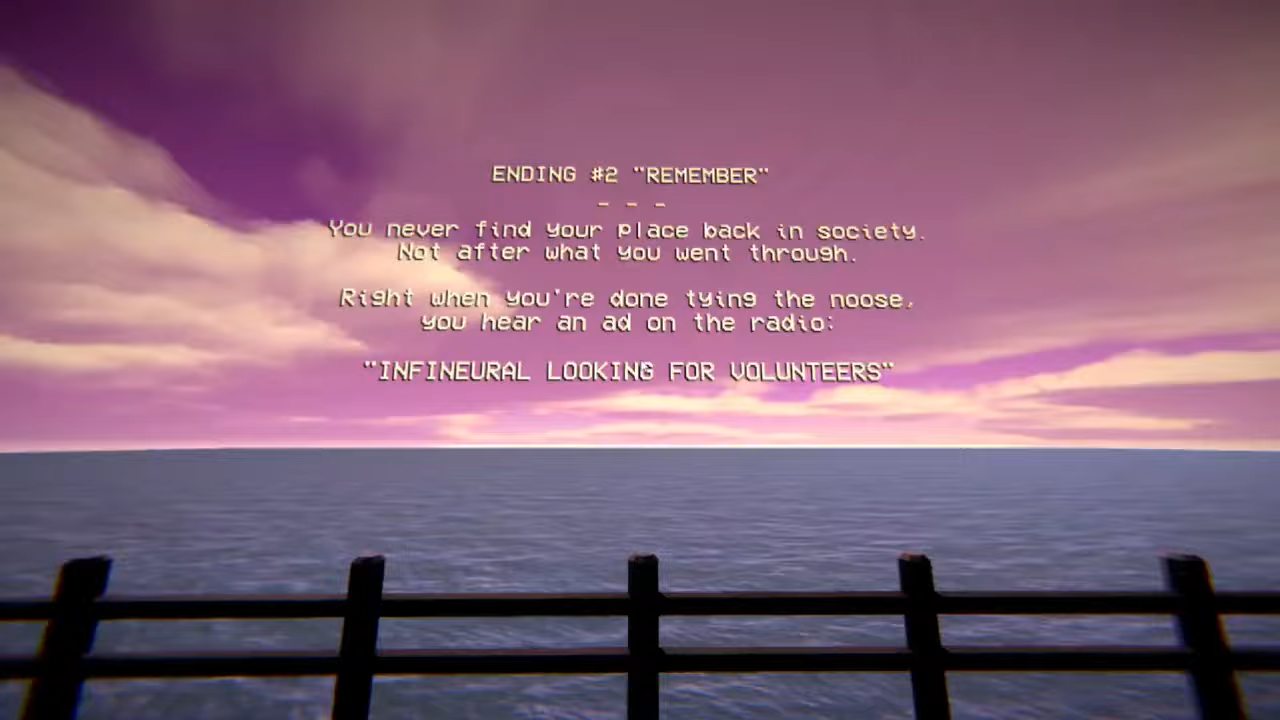 ENDING #2 "REMEMBER"
- - -
You never find your place back in society.
Not after what you went through.
Right when you're done tying the noose,
you hear an ad on the radio:
"INFINEURAL LOOKING FOR VOLUNTEERS"